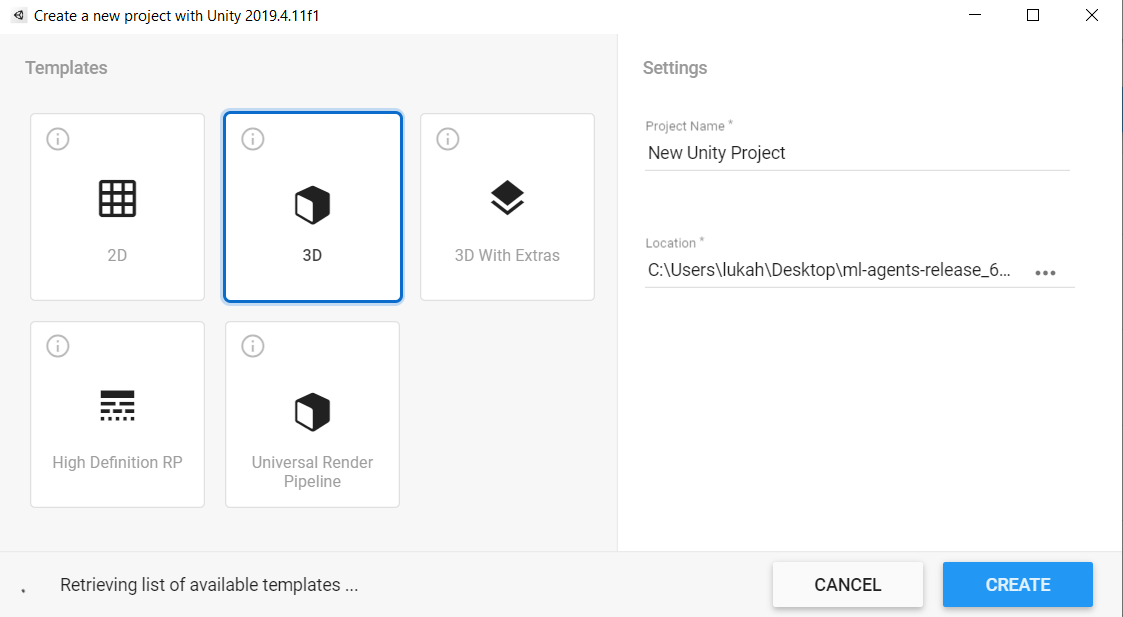 Create a new project with Unity 2019.4.11f1
Templates
2D
3D
3D With Extras
High Definition RP
Universal Render
Pipeline
Settings
Project Name *
New Unity Project
Location *
C:\Users\lukah\Desktop\ml-agents-release_6...
Retrieving list of available templates ...
CANCEL
CREATE